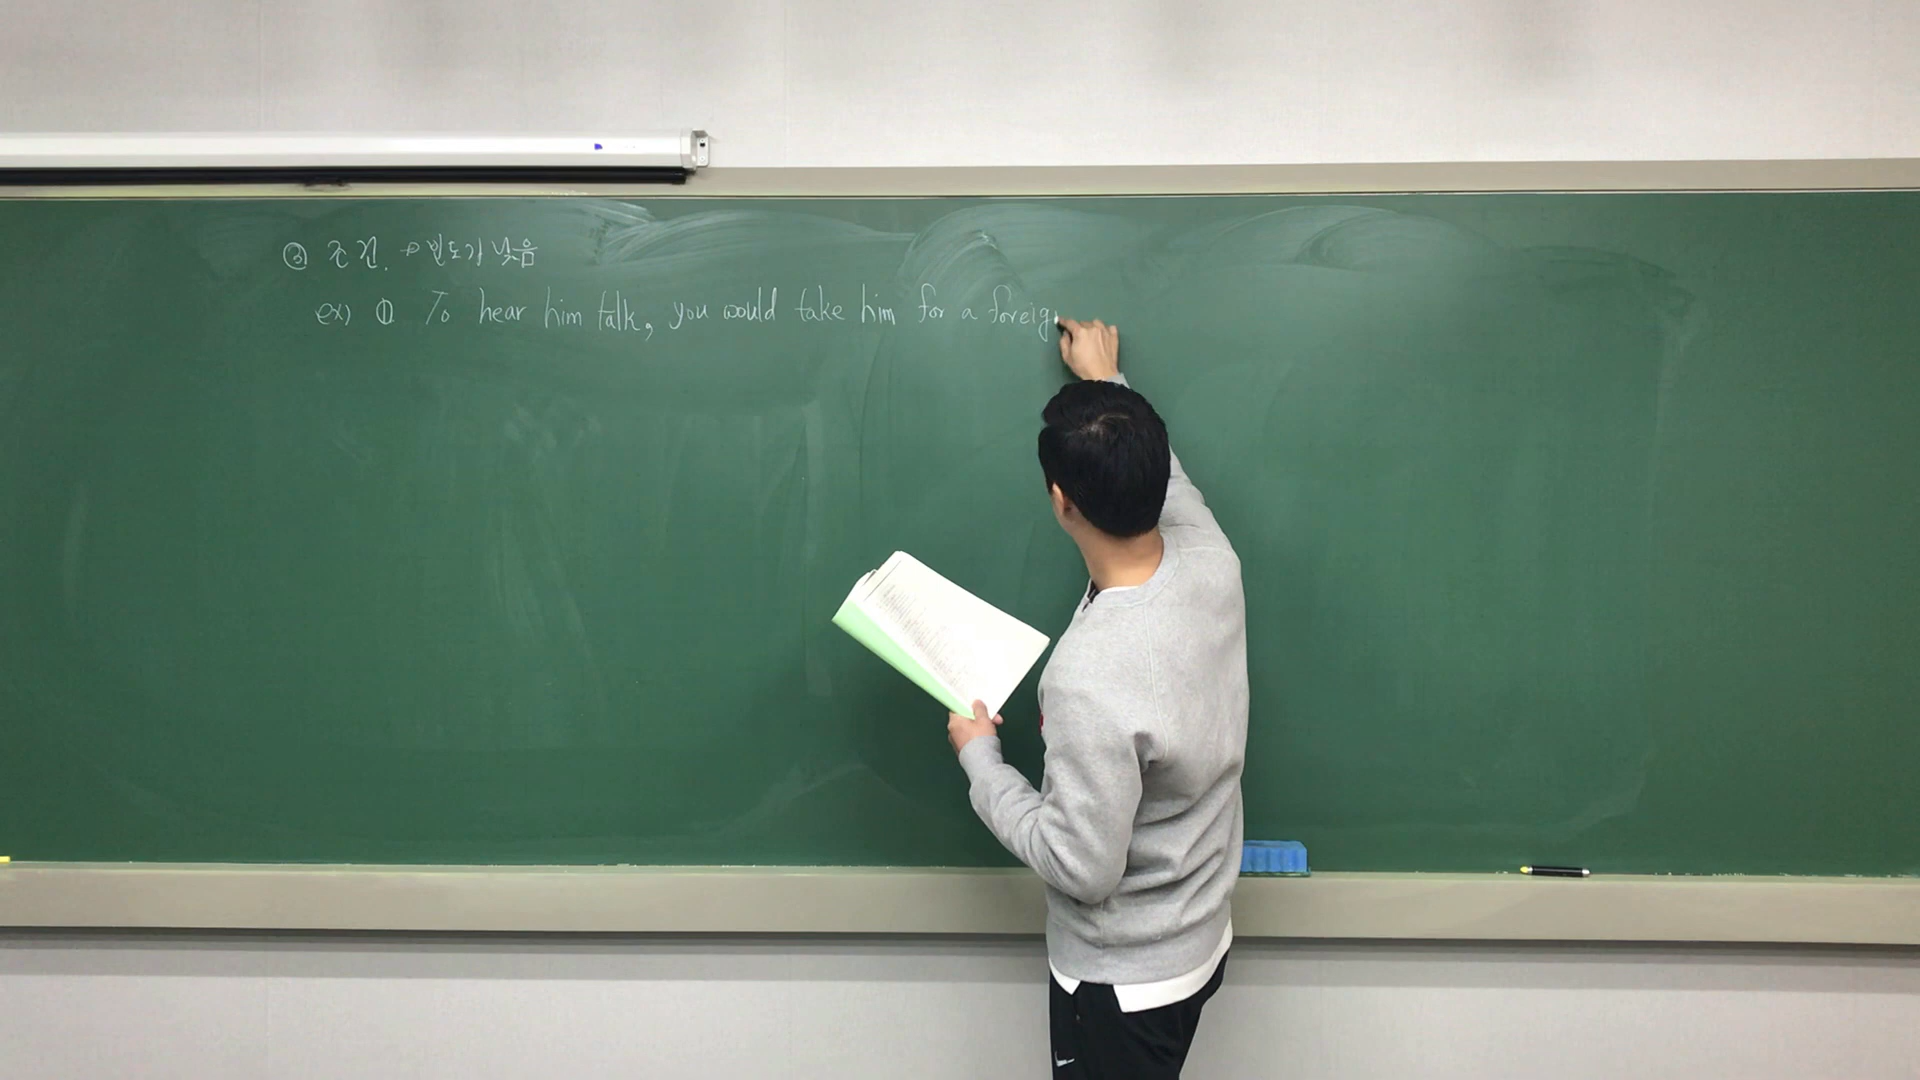 ③ 조건. → 빈도가 낮음
ex) ① To hear him talk, you would take him for a foreig